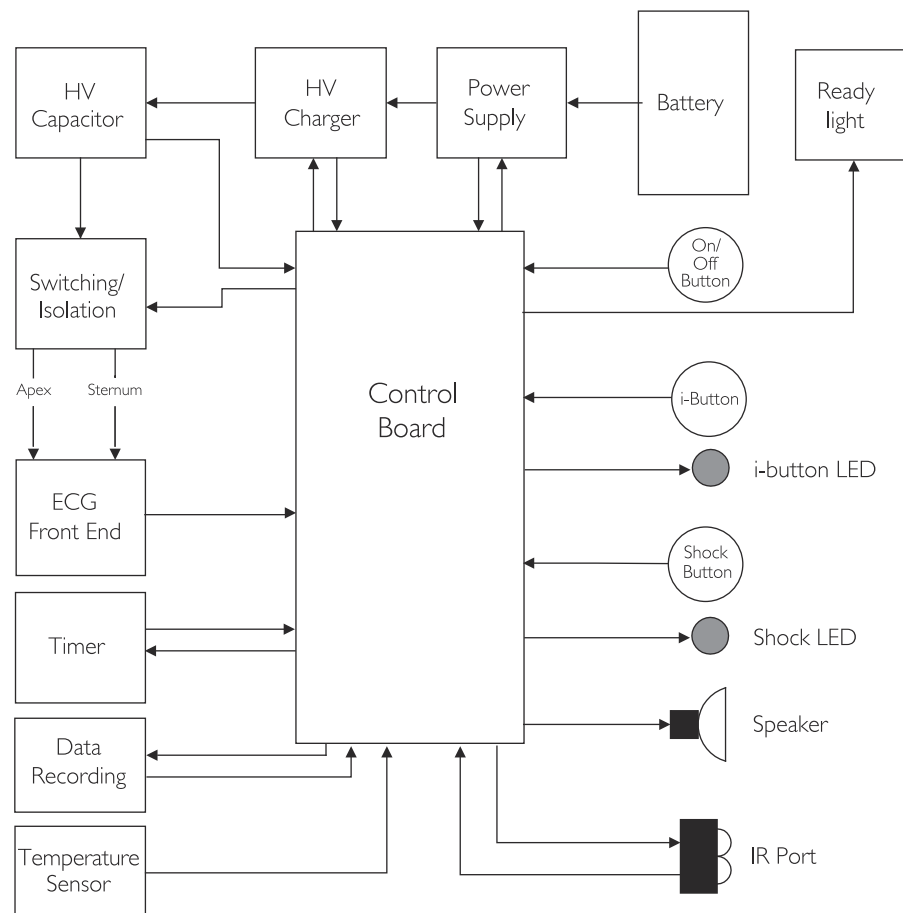 HV
Capacitor
HV
Charger
Power
Supply
Battery
Ready
light
Switching/
Isolation
On/
Off
Button
Apex
Sternum
Control
Board
i-Button
i-button LED
ECG
Front End
Shock
Button
Timer
Shock LED
Data
Recording
Speaker
Temperature
Sensor
IR Port